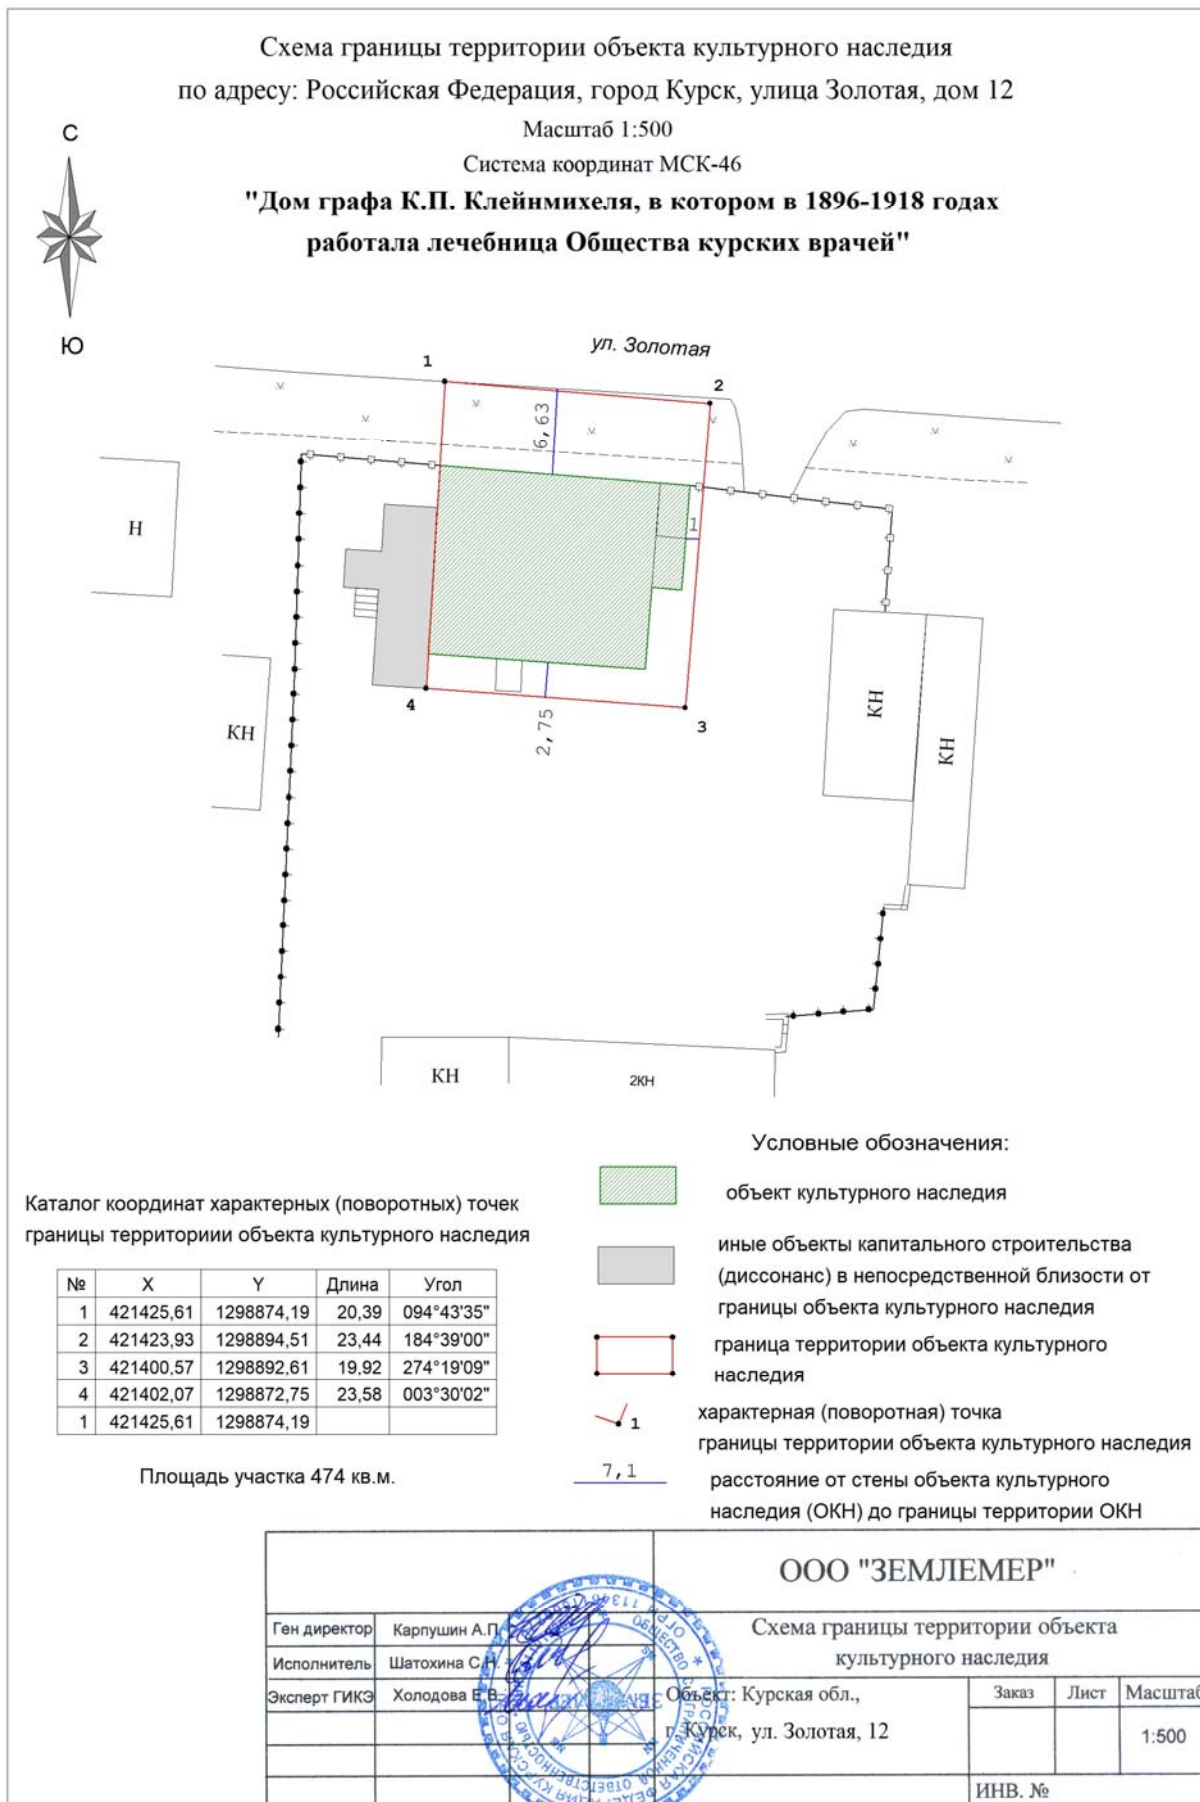 Схема границы территории объекта культурного наследия
по адресу: Российская Федерация, город Курск, улица Золотая, дом 12
Масштаб 1:500
Система координат МСК-46
"Дом графа К.П. Клейнмихеля, в котором в 1896-1918 годах
работала лечебница Общества курских врачей"
С
Ю
ул. Золотая
1
2
6,63
1
Н
4
3
2,75
КН
КН
КН
КН
2КН
Условные обозначения:
объект культурного наследия
иные объекты капитального строительства
(диссонанс) в непосредственной близости от
границы объекта культурного наследия
граница территории объекта культурного
наследия
1
характерная (поворотная) точка
границы территории объекта культурного наследия
7,1
расстояние от стены объекта культурного
наследия (ОКН) до границы территории ОКН
Каталог координат характерных (поворотных) точек
границы территориии объекта культурного наследия
№ X Y Длина Угол
1 421425,61 1298874,19 20,39 094°43'35"
2 421423,93 1298894,51 23,44 184°39'00"
3 421400,57 1298892,61 19,92 274°19'09"
4 421402,07 1298872,75 23,58 003°30'02"
1 421425,61 1298874,19
Площадь участка 474 кв.м.
ООО "ЗЕМЛЕМЕР"
Ген директор Карпушин А.П.
Исполнитель Шатохина С.Н.
Эксперт ГИКЭ Холодова Е.В.
Схема границы территории объекта
культурного наследия
Объект: Курская обл.,
г. Курск, ул. Золотая, 12
Заказ Лист Масштаб
1:500
ИНВ. №